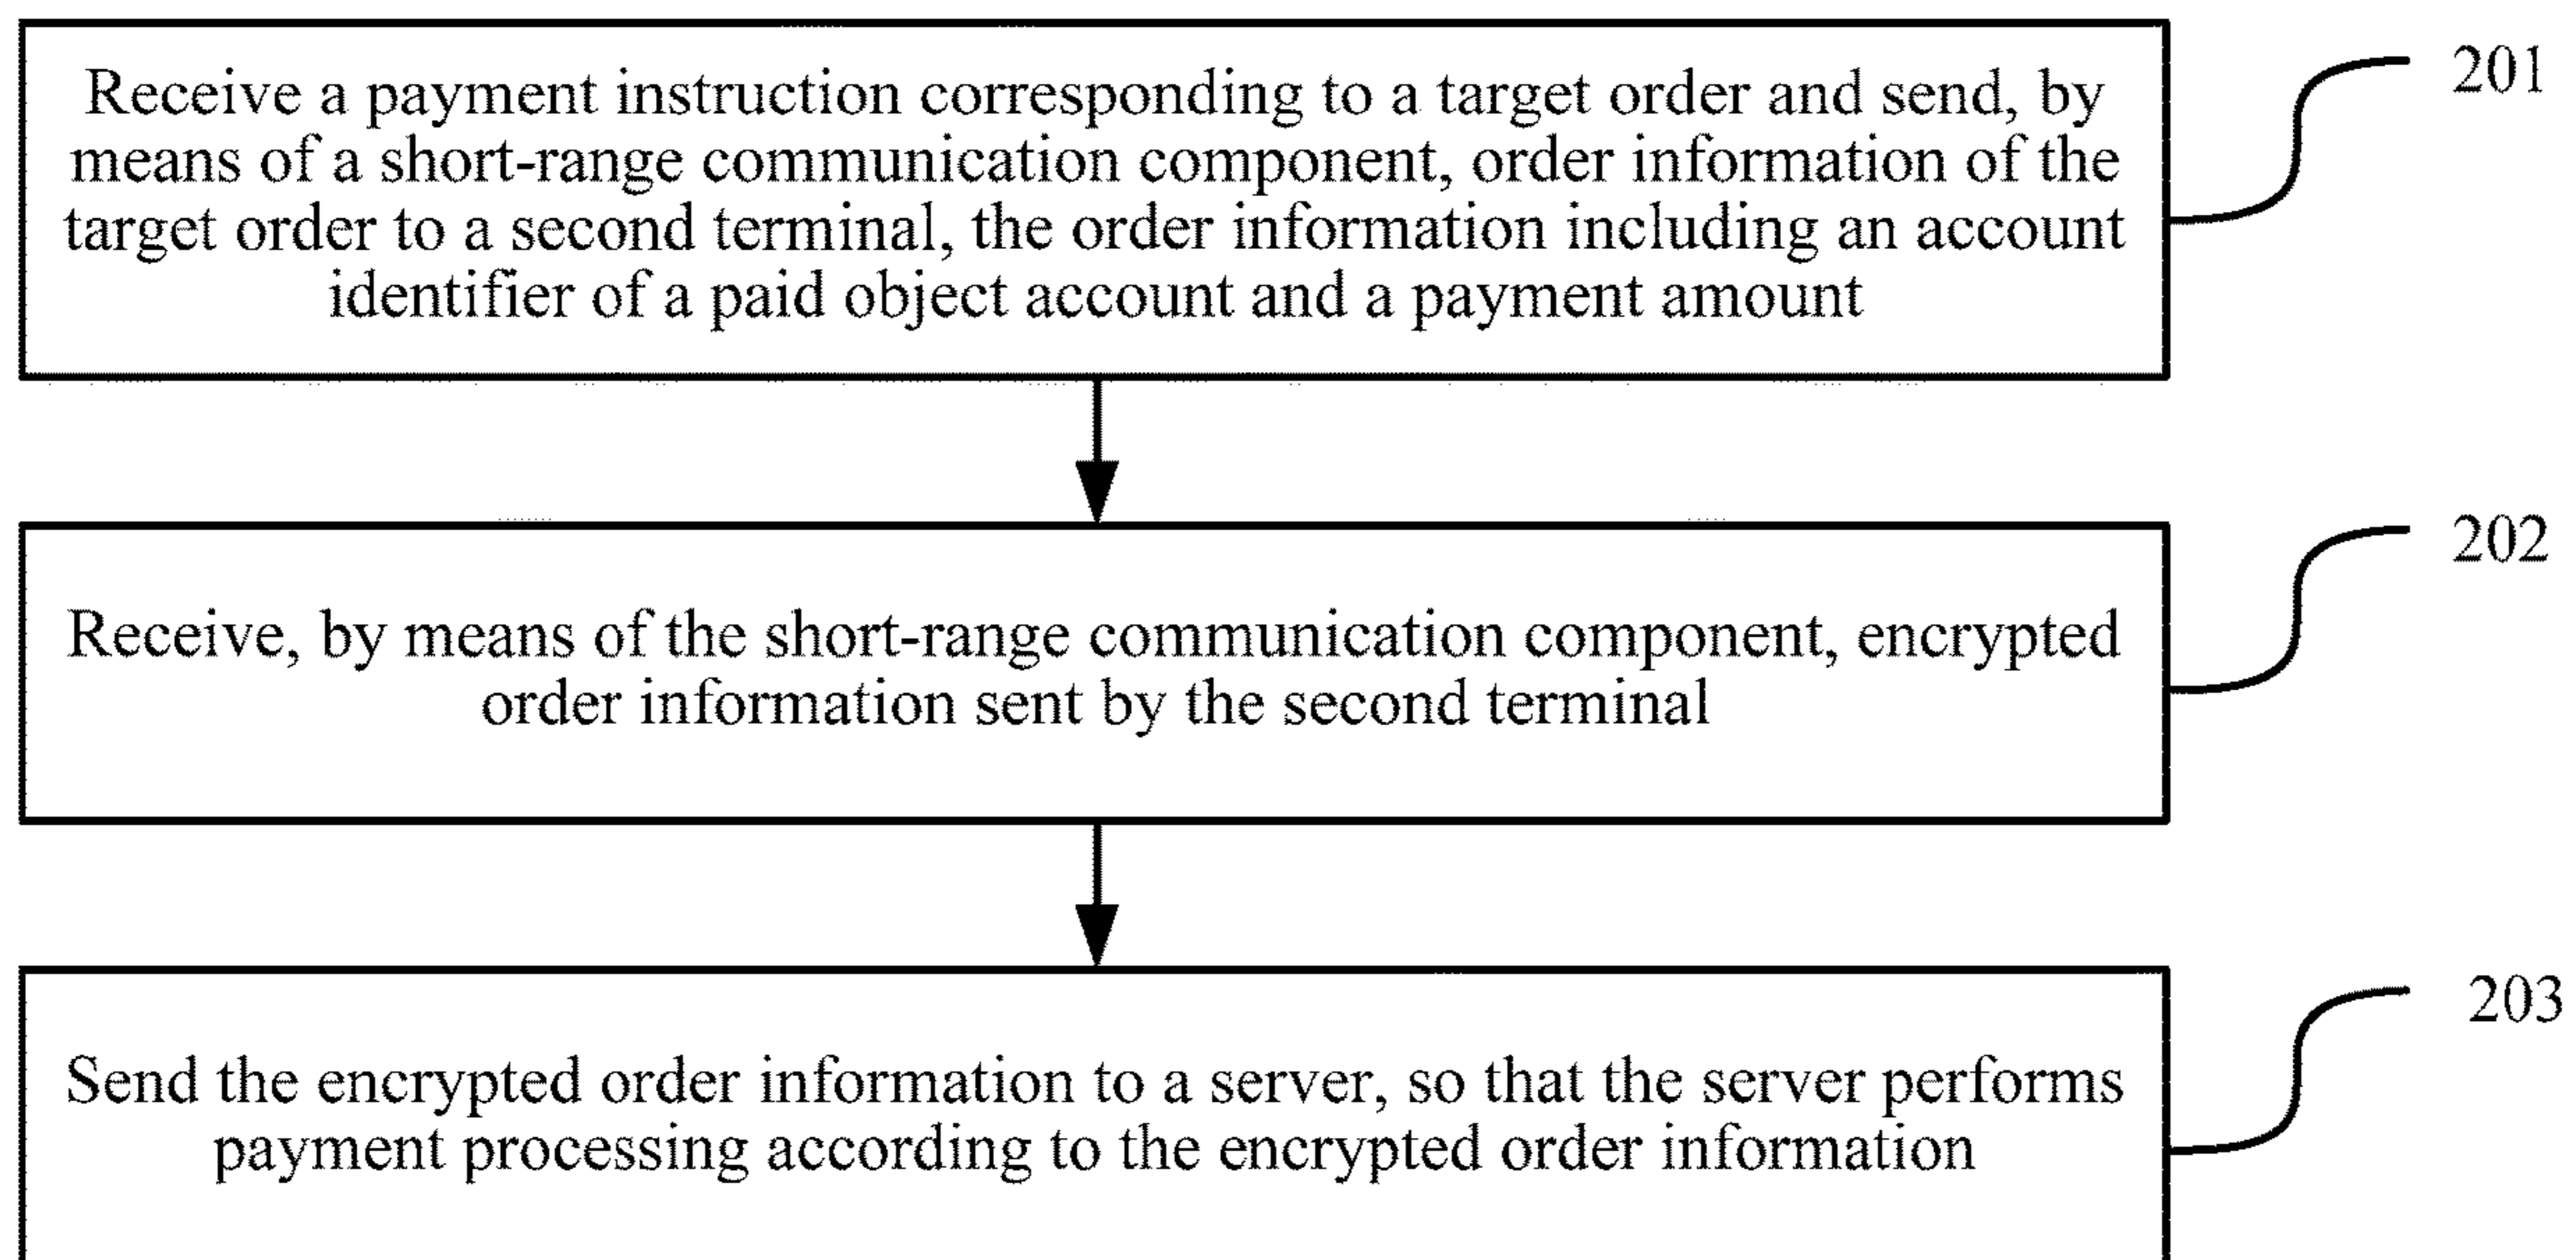 Receive a payment instruction corresponding to a target order and send, by
means of a short-range communication component, order information of the
target order to a second terminal, the order information including an account
identifier of a paid object account and a payment amount
201
Receive, by means of the short-range communication component, encrypted
order information sent by the second terminal
202
Send the encrypted order information to a server, so that the server performs
payment processing according to the encrypted order information
203